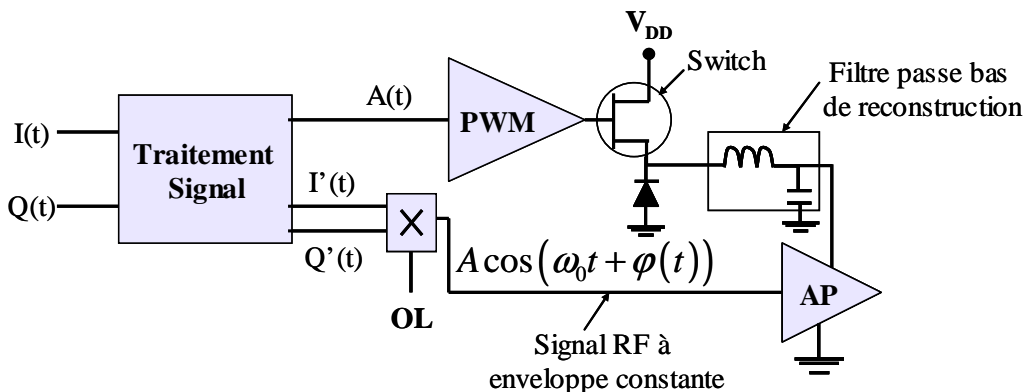 V_DD
Switch
Filtre passe bas
de reconstruction
A(t)
PWM
I(t)
Traitement
Signal
I'(t)
Q(t)
Q'(t)
×
A cos(ω₀t + φ(t))
OL
AP
Signal RF à
enveloppe constante